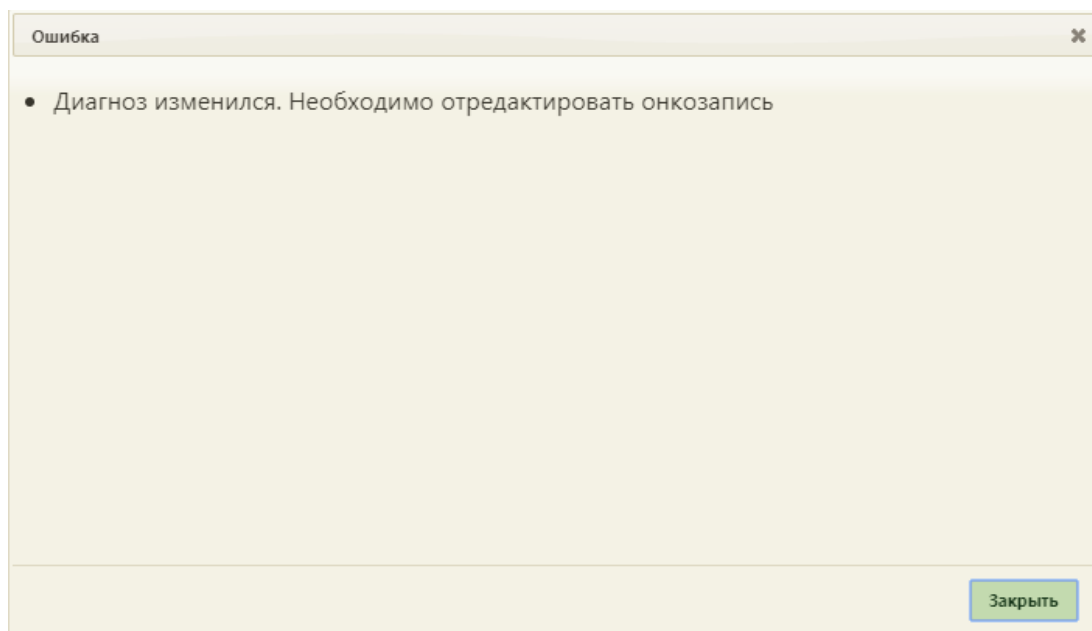 Ошибка
Диагноз изменился. Необходимо отредактировать онкозапись
Закрыть